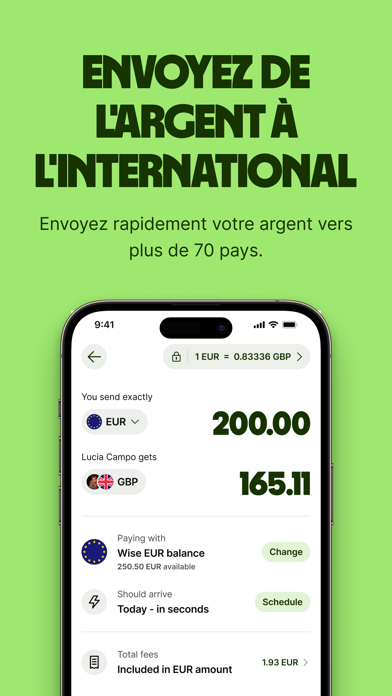 ENVOYEZ DE
L'ARGENT À
L'INTERNATIONAL
Envoyez rapidement votre argent vers
plus de 70 pays.
9:41
1 EUR = 0.83336 GBP
You send exactly
EUR
200.00
Lucia Campo gets
GBP
165.11
Paying with
Wise EUR balance
250.50 EUR available
Change
Should arrive
Today - in seconds
Schedule
Total fees
Included in EUR amount
1.93 EUR